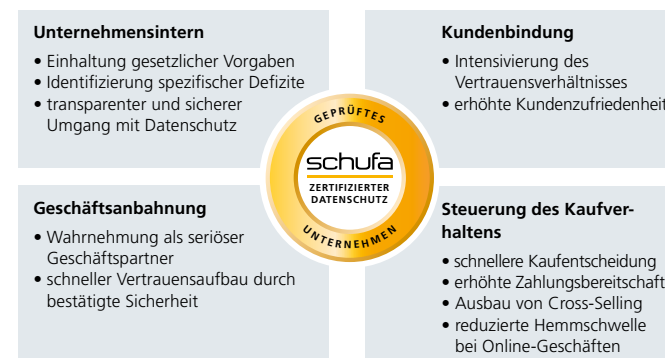 Unternehmensintern
• Einhaltung gesetzlicher Vorgaben
• Identifizierung spezifischer Defizite
• transparenter und sicherer
Umgang mit Datenschutz
Kundenbindung
• Intensivierung des
Vertrauensverhältnisses
• erhöhte Kundenzufriedenheit
GEPRÜFTES
schufa
ZERTIFIZIERTER
DATENSCHUTZ
UNTERNEHMEN
Geschäftsanbahnung
• Wahrnehmung als seriöser
Geschäftspartner
• schneller Vertrauensaufbau durch
bestätigte Sicherheit
Steuerung des Kaufver-
haltens
• schnellere Kaufentscheidung
• erhöhte Zahlungsbereitschaft
• Ausbau von Cross-Selling
• reduzierte Hemmschwelle
bei Online-Geschäften